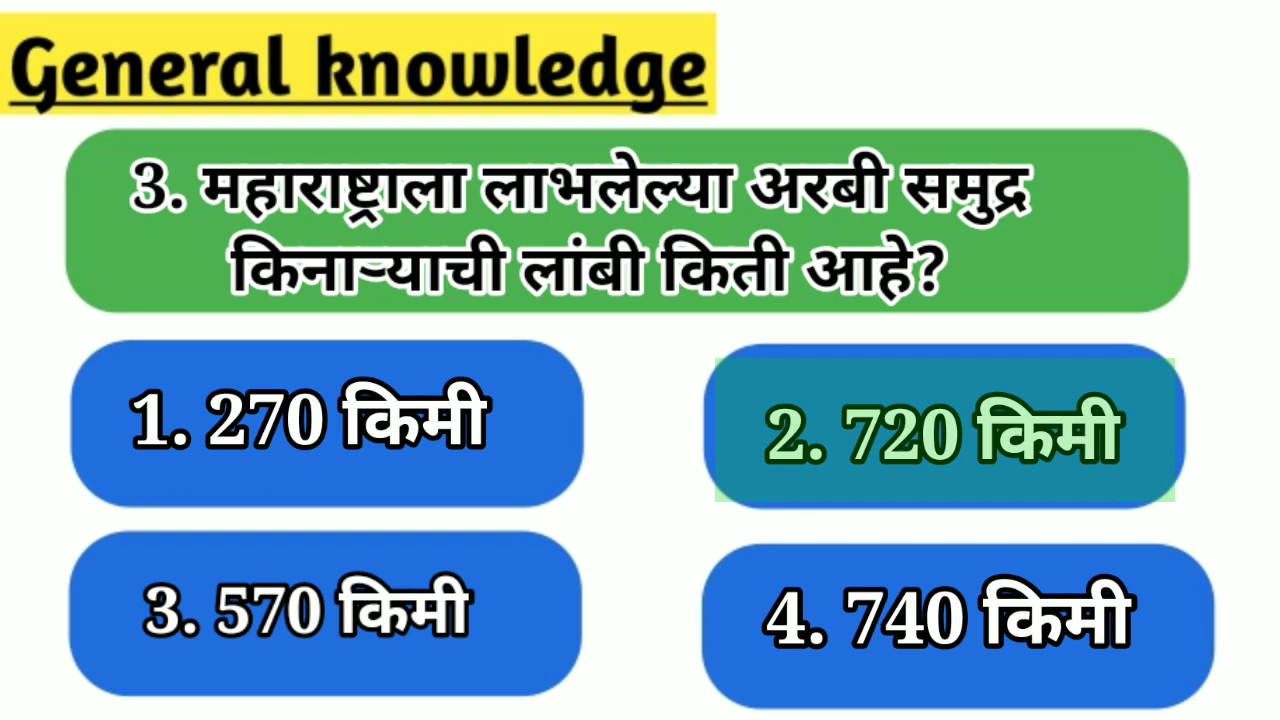 General knowledge
3. महाराष्ट्राला लाभलेल्या अरबी समुद्र
किनाऱ्याची लांबी किती आहे?
1. 270 किमी
2. 720 किमी
3. 570 किमी
4. 740 किमी